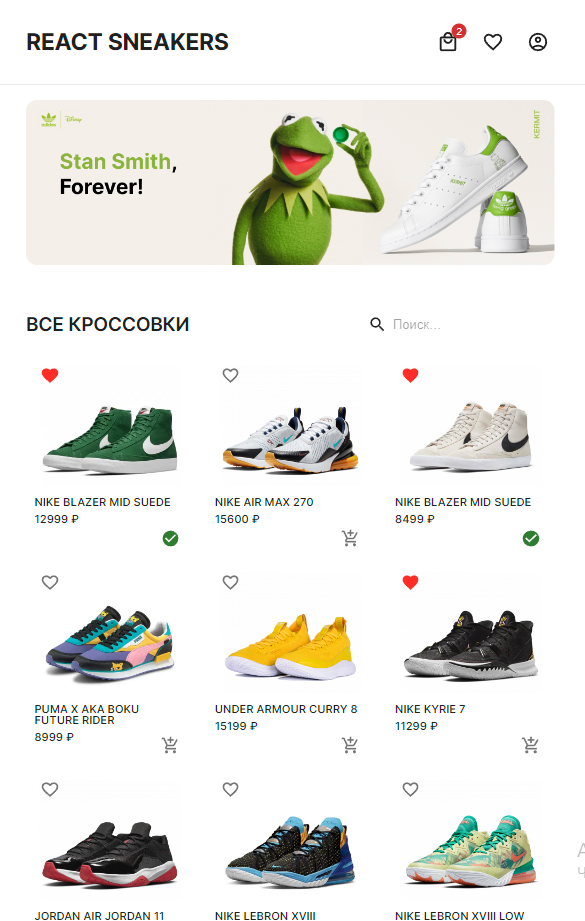 REACT SNEAKERS
2
adidas
Disney
KERMIT
Stan Smith,
Forever!
ВСЕ КРОССОВКИ
Поиск...
NIKE BLAZER MID SUEDE
12999 ₽
NIKE AIR MAX 270
15600 ₽
NIKE BLAZER MID SUEDE
8499 ₽
PUMA X AKA BOKU
FUTURE RIDER
8999 ₽
UNDER ARMOUR CURRY 8
15199 ₽
NIKE KYRIE 7
11299 ₽
JORDAN AIR JORDAN 11
NIKE LEBRON XVIII
NIKE LEBRON XVIII LOW